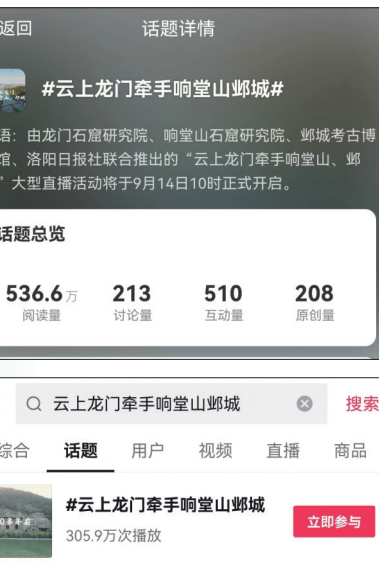 返回
话题详情
#云上龙门牵手响堂山邺城#
语：由龙门石窟研究院、响堂山石窟研究院、邺城考古博
馆、洛阳日报社联合推出的“云上龙门牵手响堂山、邺
”大型直播活动将于9月14日10时正式开启。
话题总览
536.6万 213 510 208
阅读量 讨论量 互动量 原创量
云上龙门牵手响堂山邺城 搜索
综合 话题 用户 视频 直播 商品
#云上龙门牵手响堂山邺城
305.9万次播放
立即参与